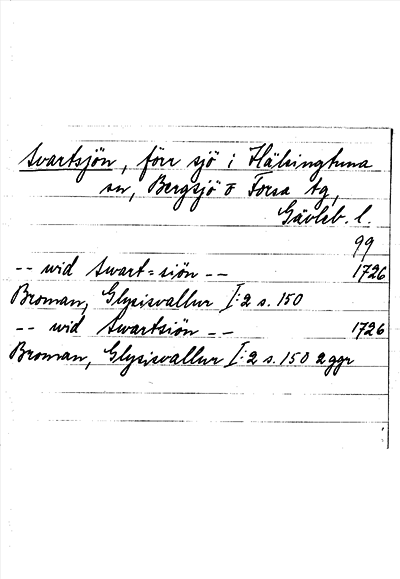 Svartsjön, förr sjö i Hälsingtuna
sn, Bergsjö o Forsa tg,
Gävleb. l.
99
-- wid Swart=siön -- 1726
Broman, Glysisvallur I:2 s. 150
-- wid Swartsiön -- 1726
Broman, Glysisvallur I:2 s. 150 2 ggr